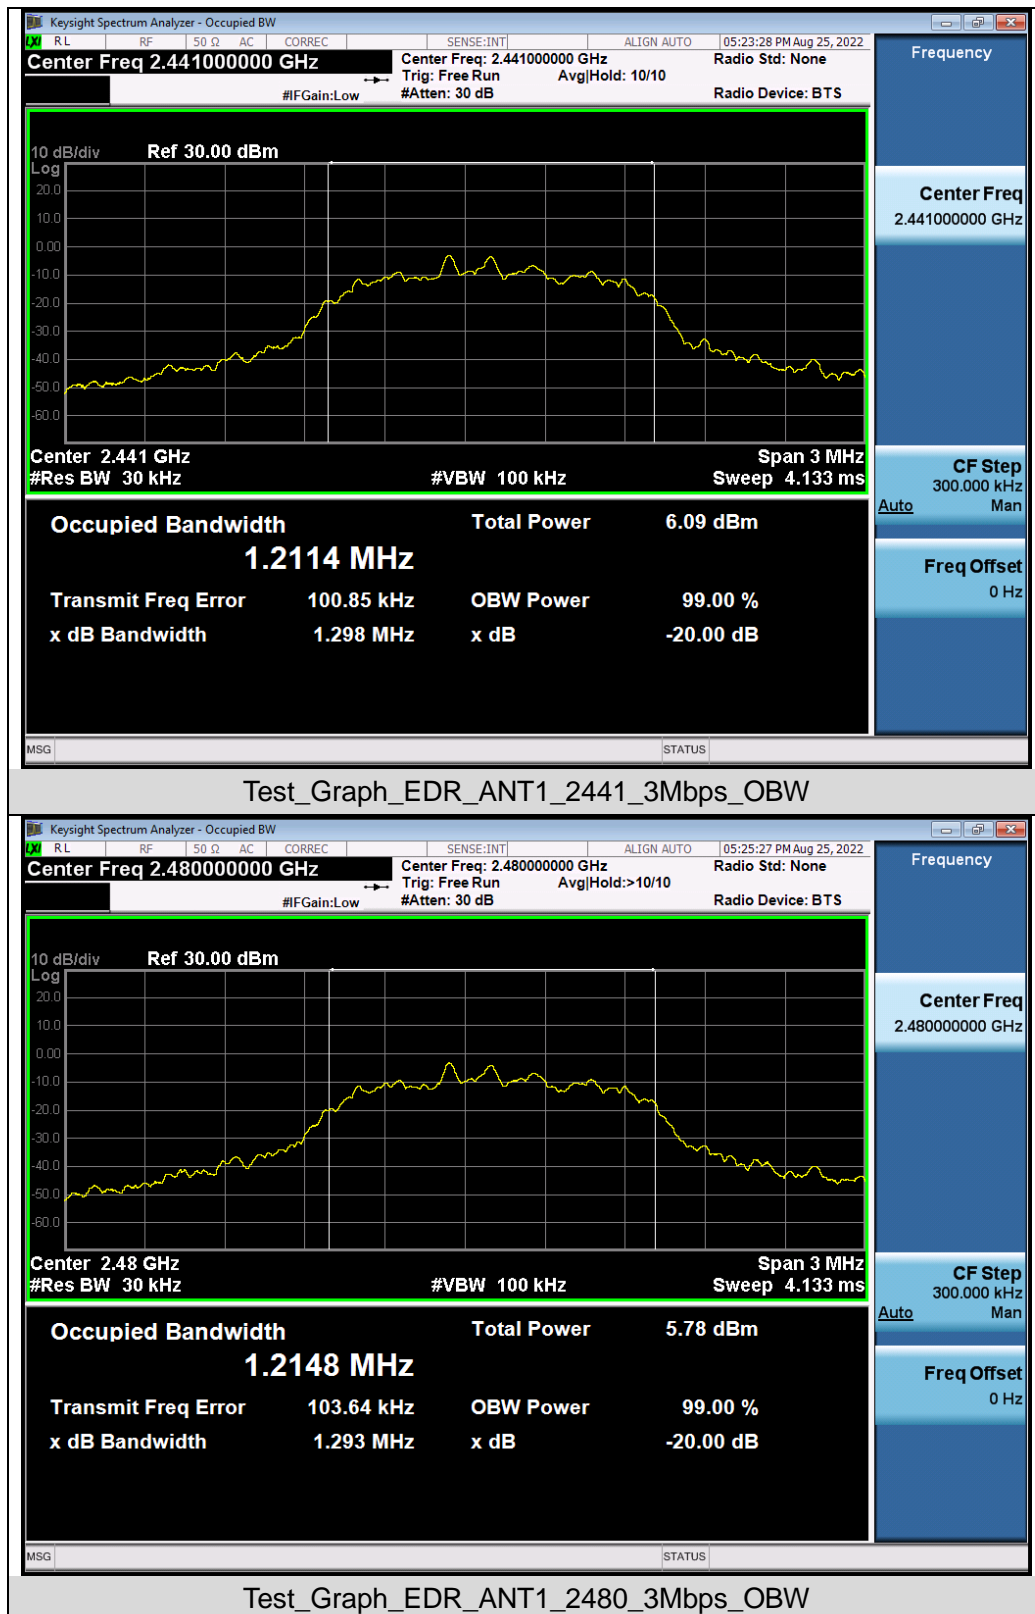 Keysight Spectrum Analyzer - Occupied BW
LXI RL RF 50 Ω AC CORREC SENSE:INT ALIGN AUTO 05:23:28 PM Aug 25, 2022
Center Freq 2.441000000 GHz Center Freq: 2.441000000 GHz Radio Std: None
Trig: Free Run Avg|Hold: 10/10
#IFGain:Low #Atten: 30 dB Radio Device: BTS
Frequency
10 dB/div Ref 30.00 dBm
Log
20.0
10.0
0.00
-10.0
-20.0
-30.0
-40.0
-50.0
-60.0
Center 2.441 GHz Span 3 MHz
#Res BW 30 kHz #VBW 100 kHz Sweep 4.133 ms
Center Freq
2.441000000 GHz
CF Step
300.000 kHz
Auto Man
Freq Offset
0 Hz
Occupied Bandwidth Total Power 6.09 dBm
1.2114 MHz
Transmit Freq Error 100.85 kHz OBW Power 99.00 %
x dB Bandwidth 1.298 MHz x dB -20.00 dB
MSG STATUS
Test_Graph_EDR_ANT1_2441_3Mbps_OBW
Keysight Spectrum Analyzer - Occupied BW
LXI RL RF 50 Ω AC CORREC SENSE:INT ALIGN AUTO 05:25:27 PM Aug 25, 2022
Center Freq 2.480000000 GHz Center Freq: 2.480000000 GHz Radio Std: None
Trig: Free Run Avg|Hold:>10/10
#IFGain:Low #Atten: 30 dB Radio Device: BTS
Frequency
10 dB/div Ref 30.00 dBm
Log
20.0
10.0
0.00
-10.0
-20.0
-30.0
-40.0
-50.0
-60.0
Center 2.48 GHz Span 3 MHz
#Res BW 30 kHz #VBW 100 kHz Sweep 4.133 ms
Center Freq
2.480000000 GHz
CF Step
300.000 kHz
Auto Man
Freq Offset
0 Hz
Occupied Bandwidth Total Power 5.78 dBm
1.2148 MHz
Transmit Freq Error 103.64 kHz OBW Power 99.00 %
x dB Bandwidth 1.293 MHz x dB -20.00 dB
MSG STATUS
Test_Graph_EDR_ANT1_2480_3Mbps_OBW